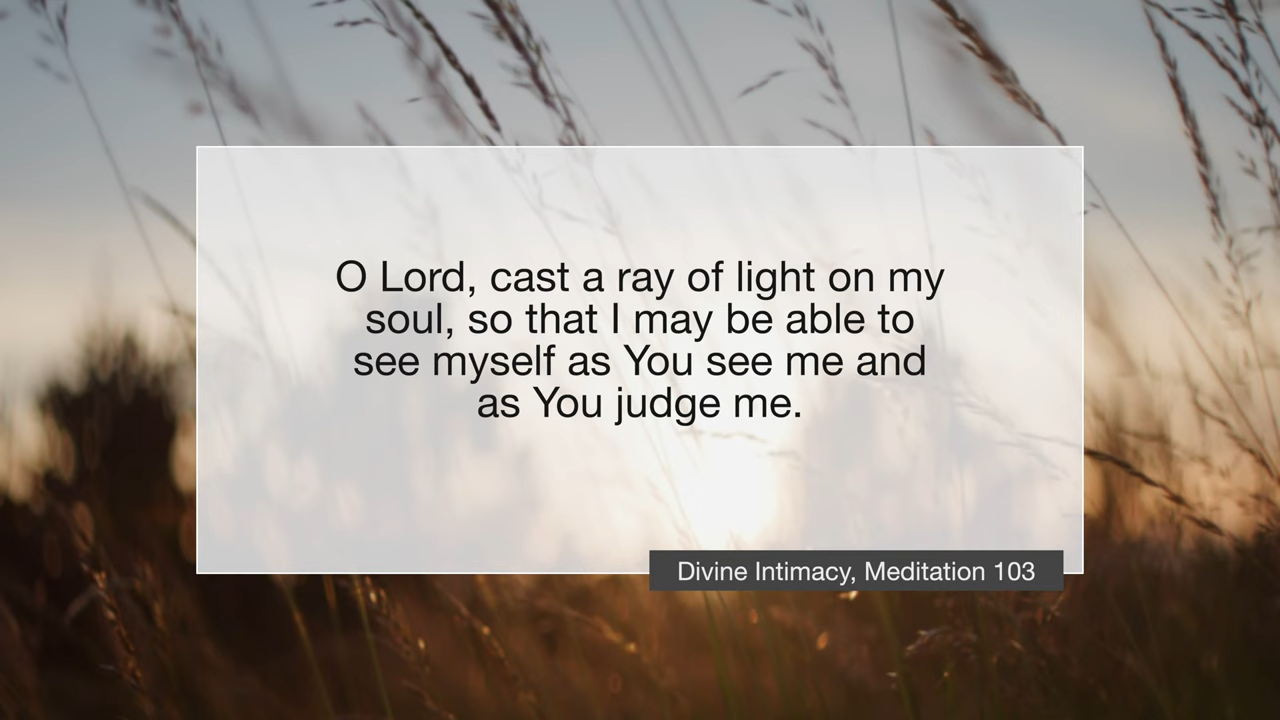 O Lord, cast a ray of light on my
soul, so that I may be able to
see myself as You see me and
as You judge me.
Divine Intimacy, Meditation 103